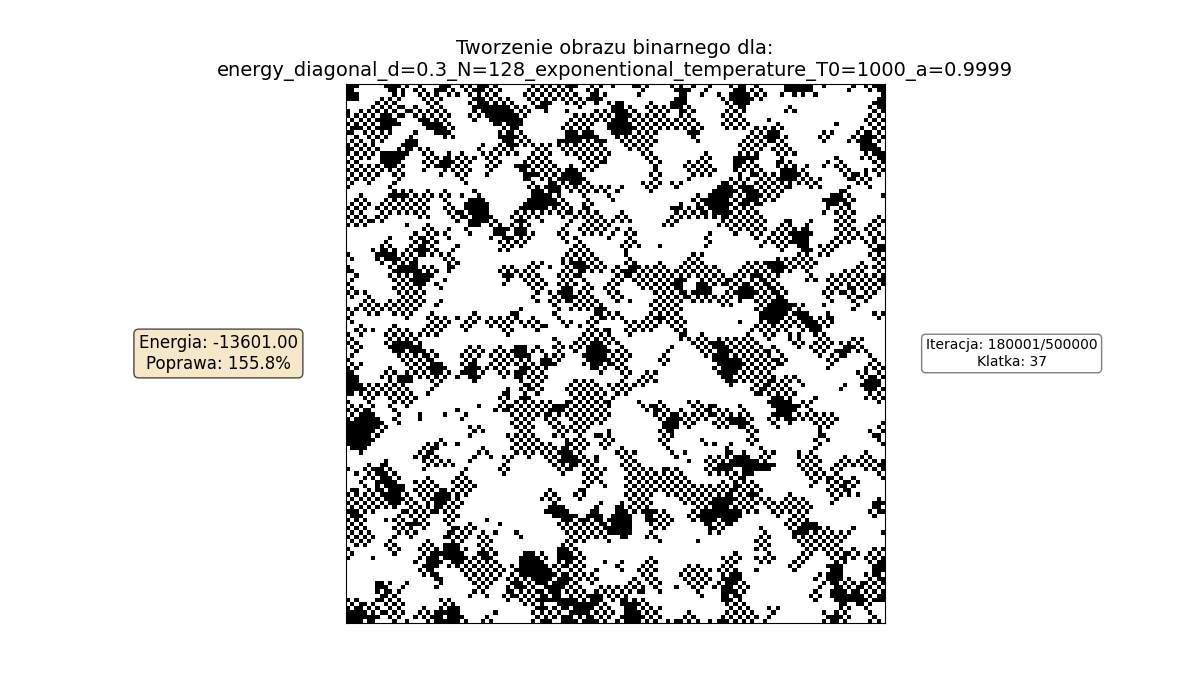 Tworzenie obrazu binarnego dla:
energy_diagonal_d=0.3_N=128_exponentional_temperature_T0=1000_a=0.9999
Energia: -13601.00
Poprawa: 155.8%
Iteracja: 180001/500000
Klatka: 37